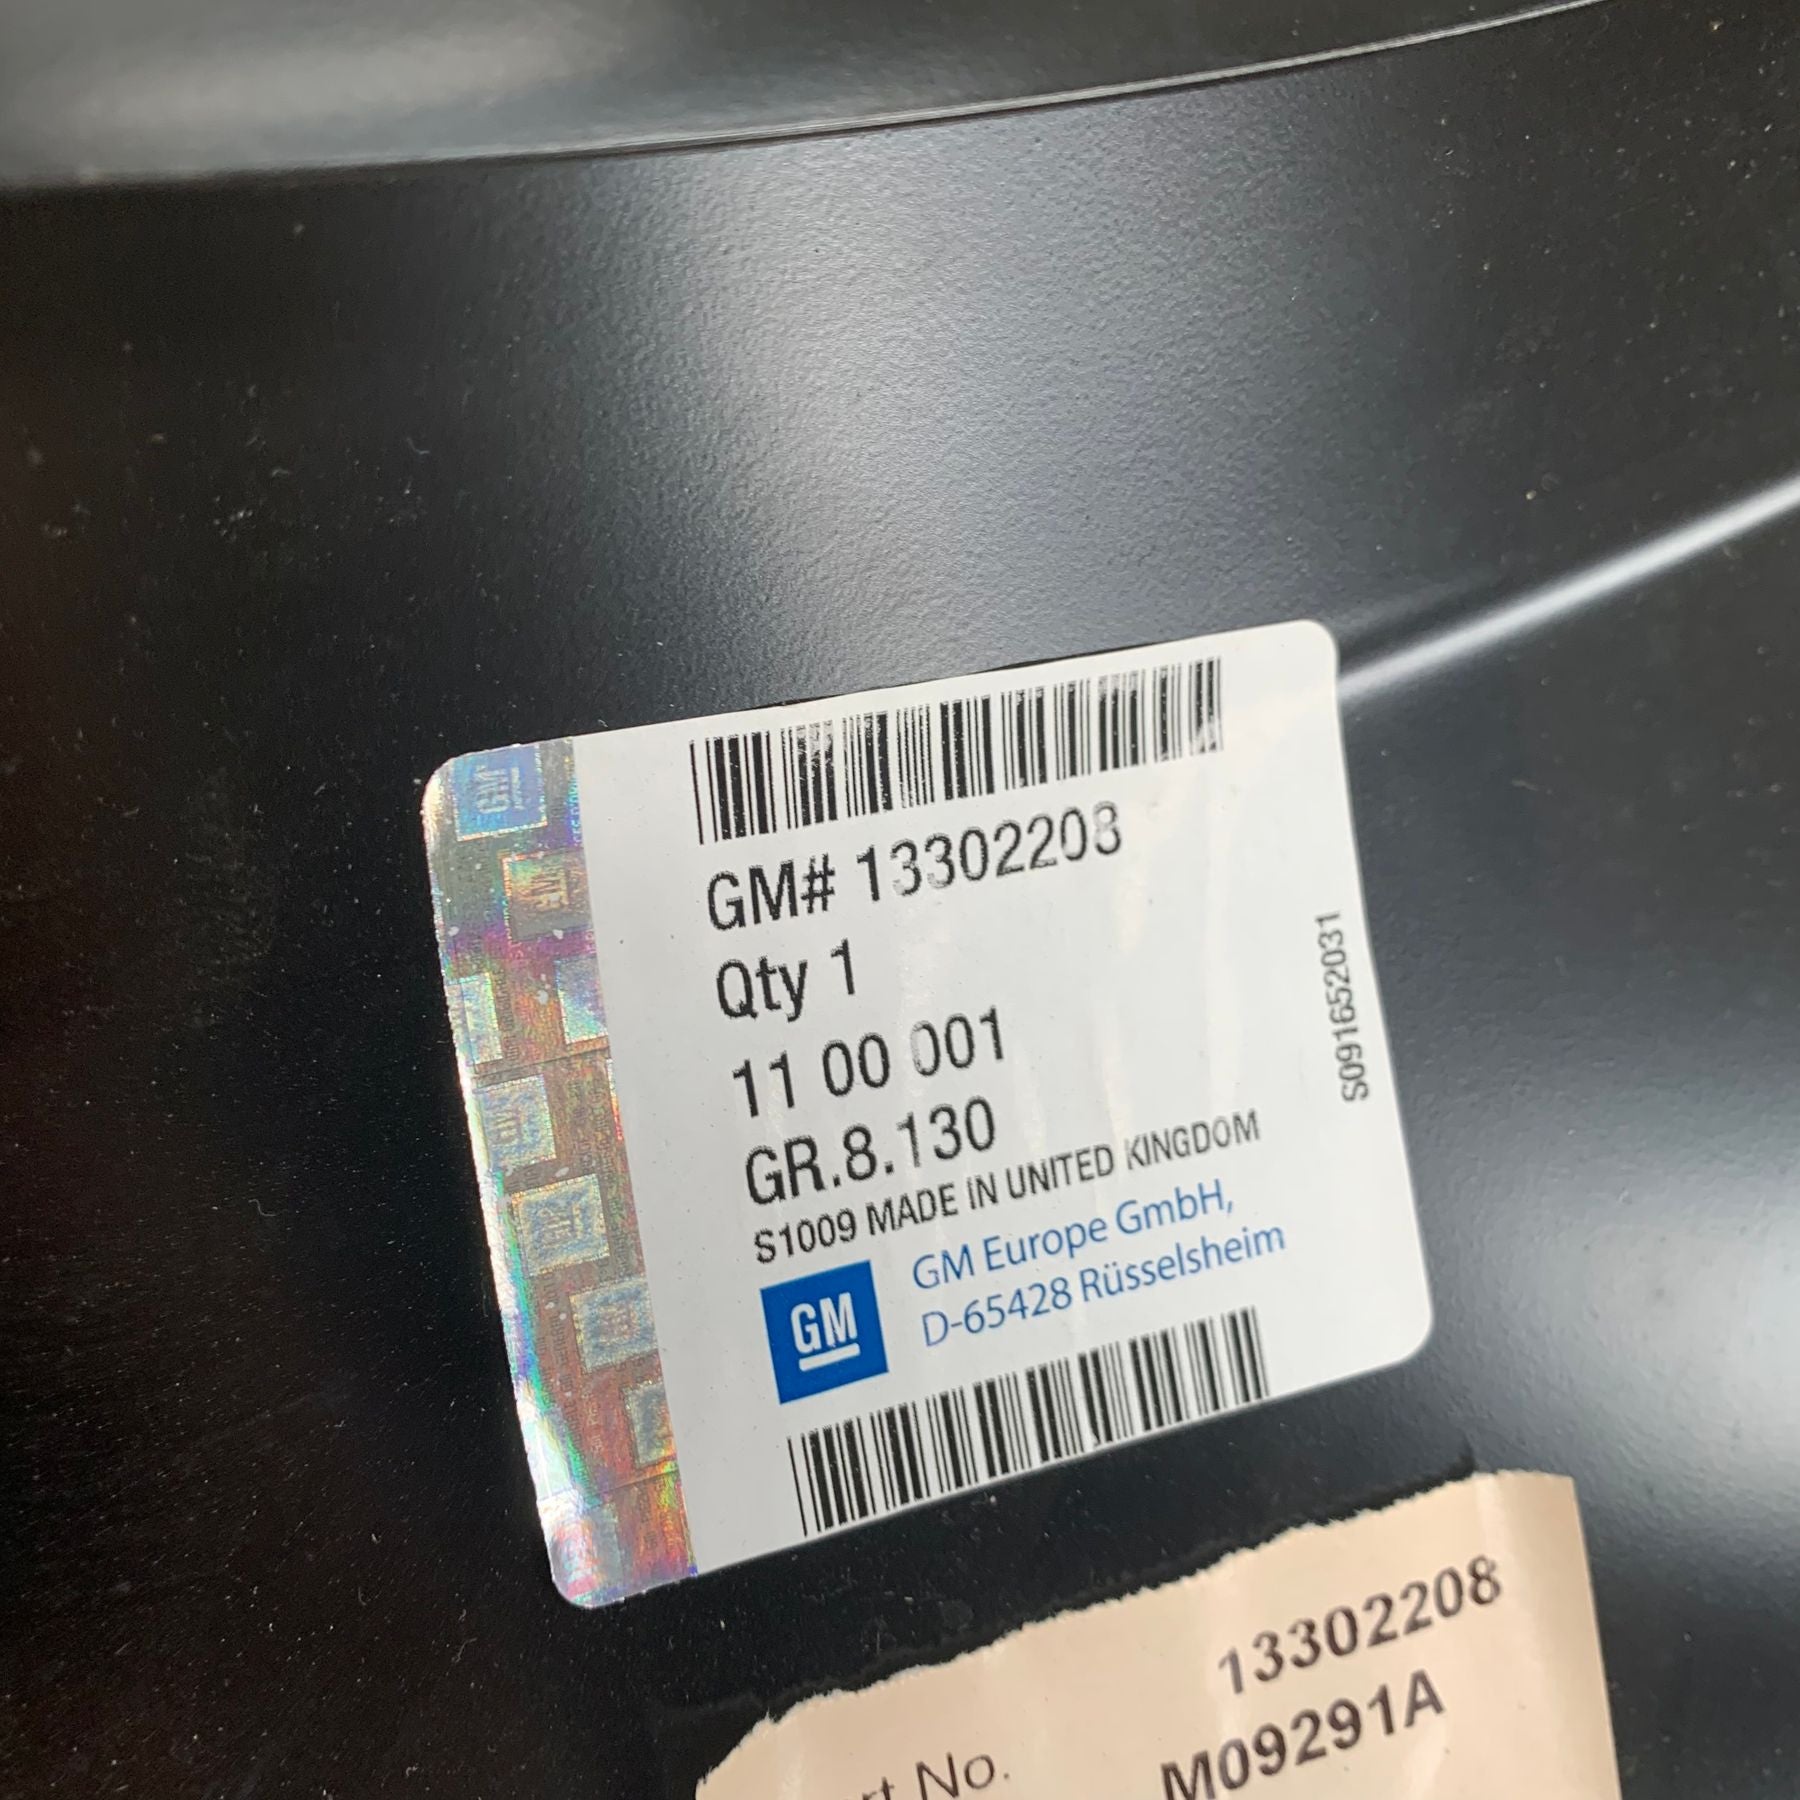 GM# 13302208
Qty 1
11 00 001
GR.8.130
S1009 MADE IN UNITED KINGDOM
GM
GM Europe GmbH,
D-65428 Rüsselsheim
S091652031
13302208
No.
M09291A